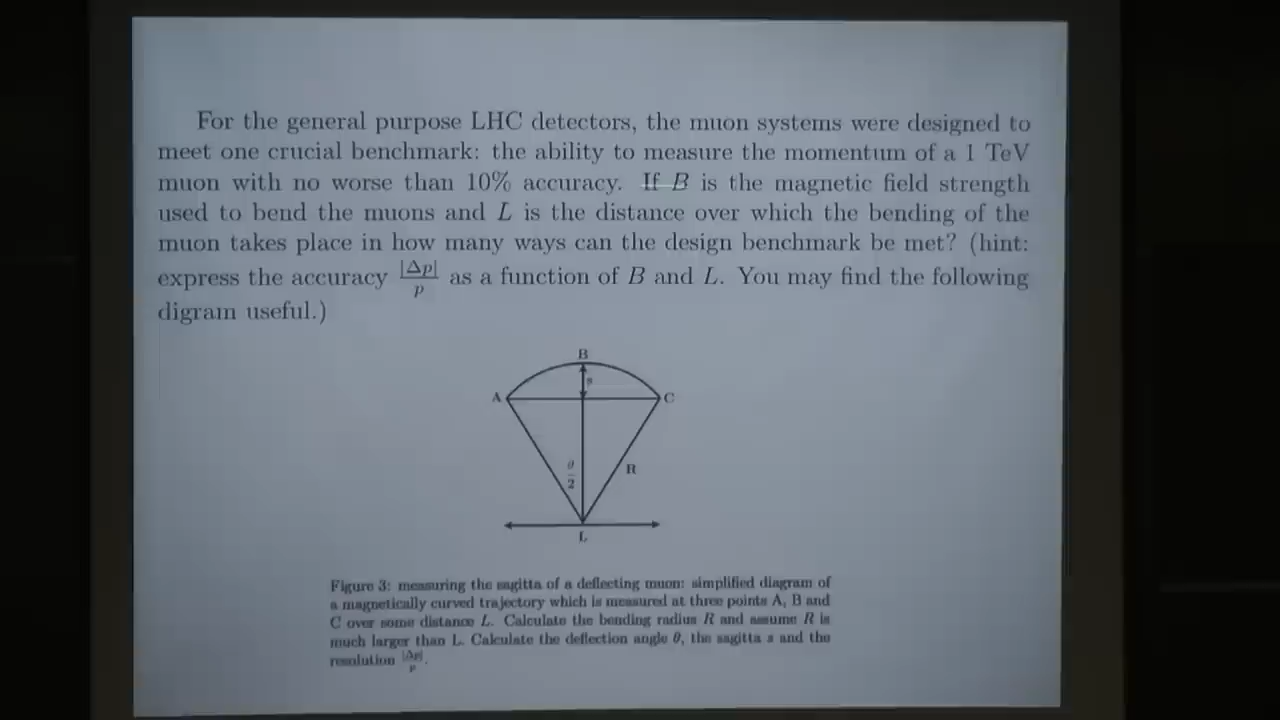 For the general purpose LHC detectors, the muon systems were designed to
meet one crucial benchmark: the ability to measure the momentum of a 1 TeV
muon with no worse than 10% accuracy. If B is the magnetic field strength
used to bend the muons and L is the distance over which the bending of the
muon takes place in how many ways can the design benchmark be met? (hint:
express the accuracy |Δp|/p as a function of B and L. You may find the following
digram useful.)
B
s
A
C
θ/2
R
L
Figure 3: measuring the sagitta of a deflecting muon: simplified diagram of
a magnetically curved trajectory which is measured at three points A, B and
C over some distance L. Calculate the bending radius R and assume R is
much larger than L. Calculate the deflection angle θ, the sagitta s and the
resolution |Δp|/p.